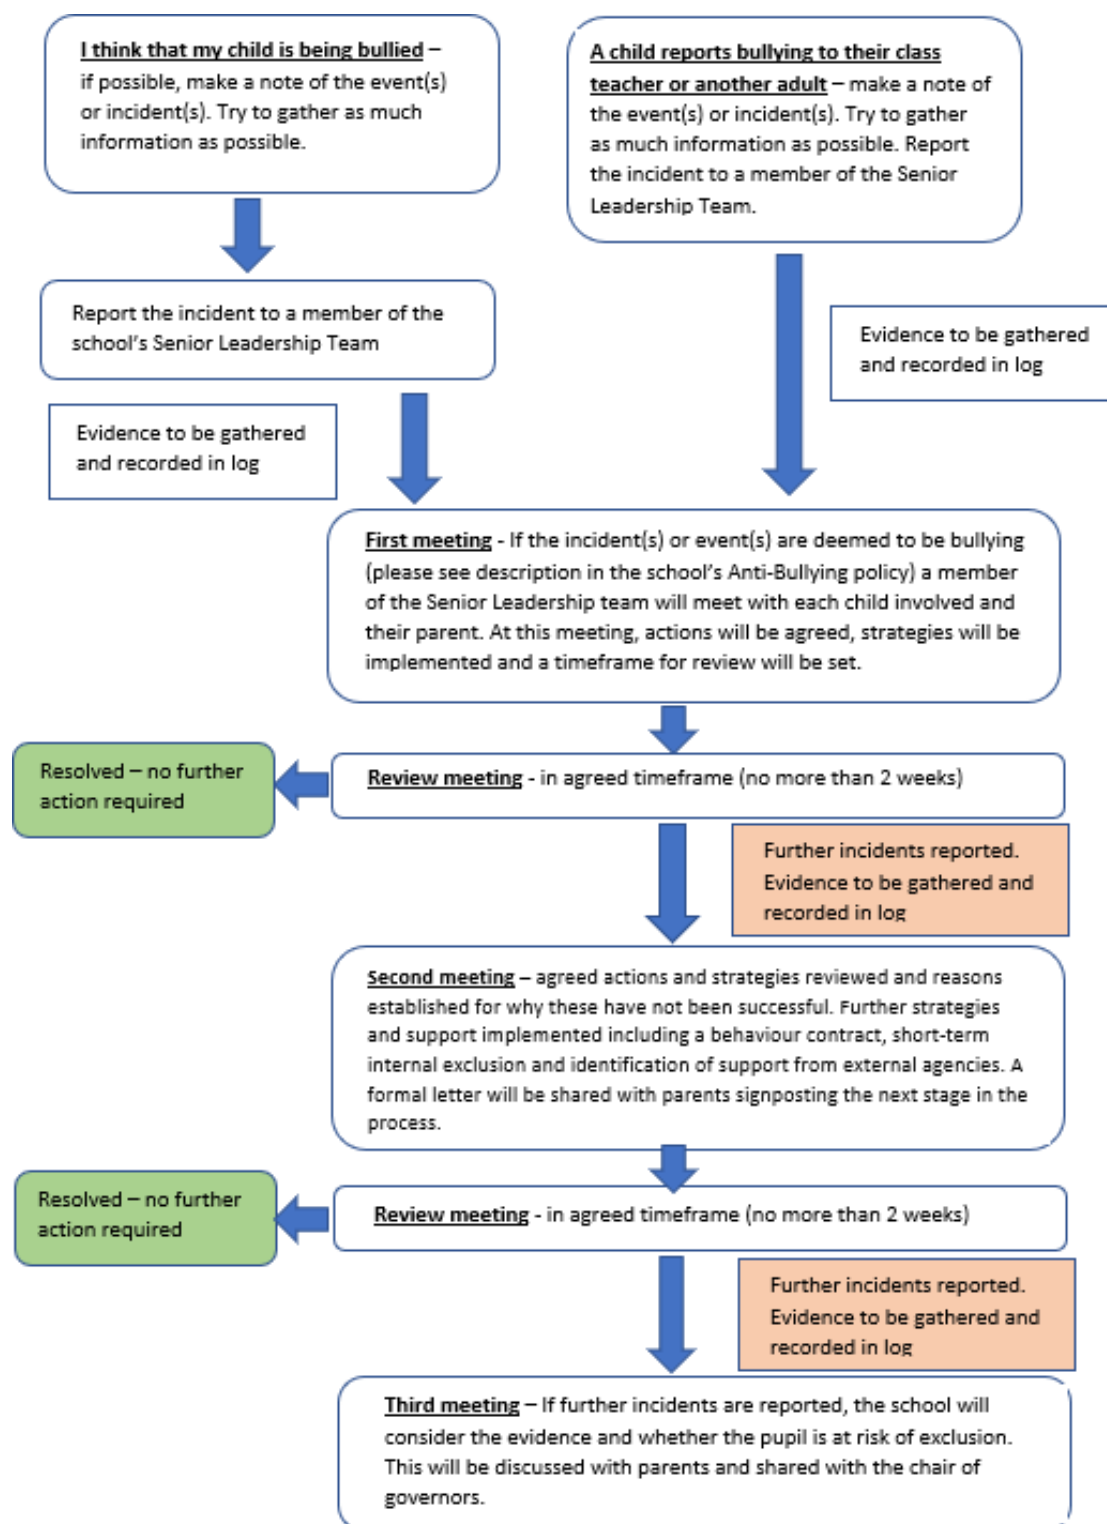 I think that my child is being bullied –
if possible, make a note of the event(s)
or incident(s). Try to gather as much
information as possible.
A child reports bullying to their class
teacher or another adult – make a note of
the event(s) or incident(s). Try to gather
as much information as possible. Report
the incident to a member of the Senior
Leadership Team.
Report the incident to a member of the
school's Senior Leadership Team
Evidence to be gathered
and recorded in log
Evidence to be gathered
and recorded in log
First meeting - If the incident(s) or event(s) are deemed to be bullying
(please see description in the school's Anti-Bullying policy) a member
of the Senior Leadership team will meet with each child involved and
their parent. At this meeting, actions will be agreed, strategies will be
implemented and a timeframe for review will be set.
Resolved – no further
action required
Review meeting - in agreed timeframe (no more than 2 weeks)
Further incidents reported.
Evidence to be gathered and
recorded in log
Second meeting – agreed actions and strategies reviewed and reasons
established for why these have not been successful. Further strategies
and support implemented including a behaviour contract, short-term
internal exclusion and identification of support from external agencies. A
formal letter will be shared with parents signposting the next stage in the
process.
Resolved – no further
action required
Review meeting - in agreed timeframe (no more than 2 weeks)
Further incidents reported.
Evidence to be gathered and
recorded in log
Third meeting – If further incidents are reported, the school will
consider the evidence and whether the pupil is at risk of exclusion.
This will be discussed with parents and shared with the chair of
governors.